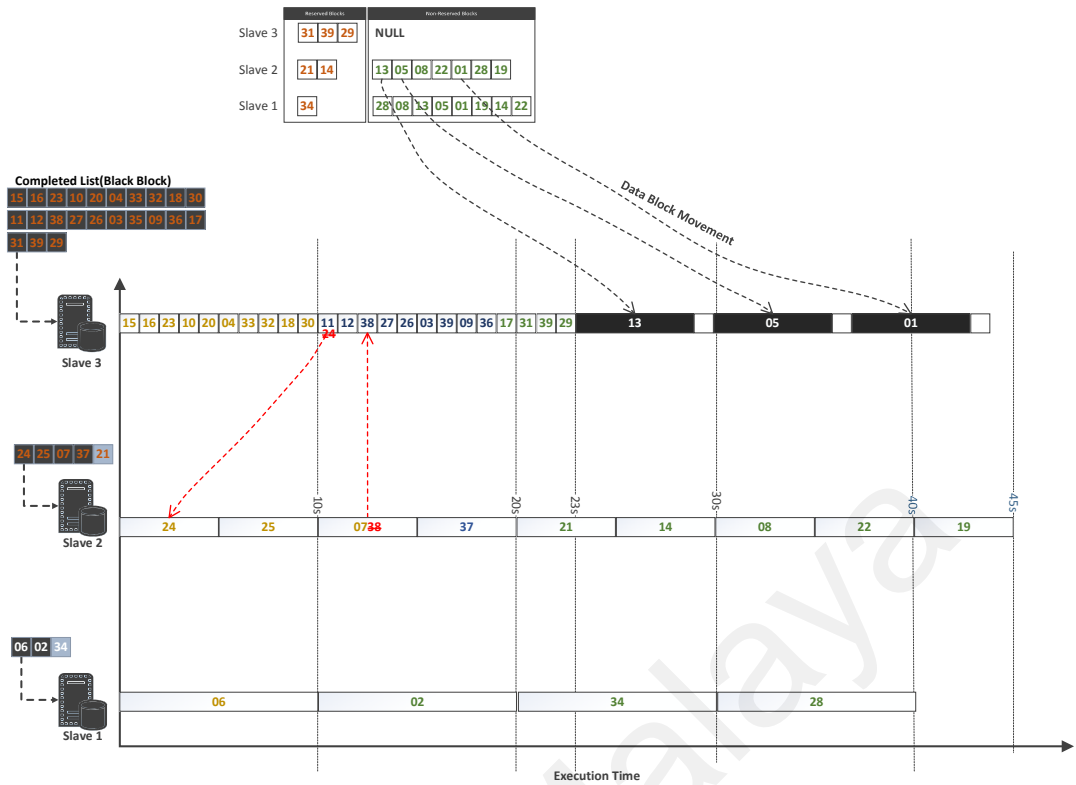 Reserved Blocks Non-Reserved Blocks
Slave 3 31 39 29 NULL
Slave 2 21 14 13 05 08 22 01 28 19
Slave 1 34 28 08 13 05 01 19 14 22
Data Block Movement
Completed List(Black Block)
15 16 23 10 20 04 33 32 18 30
11 12 38 27 26 03 35 09 36 17
31 39 29
15 16 23 10 20 04 33 32 18 30 11 12 38 27 26 03 39 09 36 17 31 39 29 13 05 01
24
Slave 3
24 25 07 37 21
10s 20s 23s 30s 40s 45s
24 25 07 38 37 21 14 08 22 19
Slave 2
06 02 34
06 02 34 28
Slave 1
Execution Time
alaya